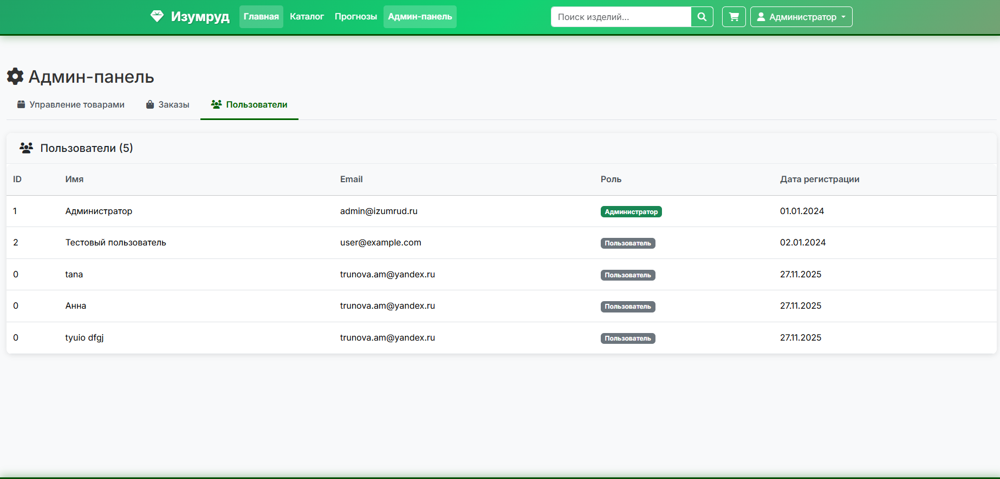 Изумруд Главная Каталог Прогнозы Админ-панель Поиск изделий... Администратор
Админ-панель
Управление товарами Заказы Пользователи
Пользователи (5)
ID Имя Email Роль Дата регистрации
1 Администратор admin@izumrud.ru Администратор 01.01.2024
2 Тестовый пользователь user@example.com Пользователь 02.01.2024
0 tana trunova.am@yandex.ru Пользователь 27.11.2025
0 Анна trunova.am@yandex.ru Пользователь 27.11.2025
0 tyuio dfgj trunova.am@yandex.ru Пользователь 27.11.2025